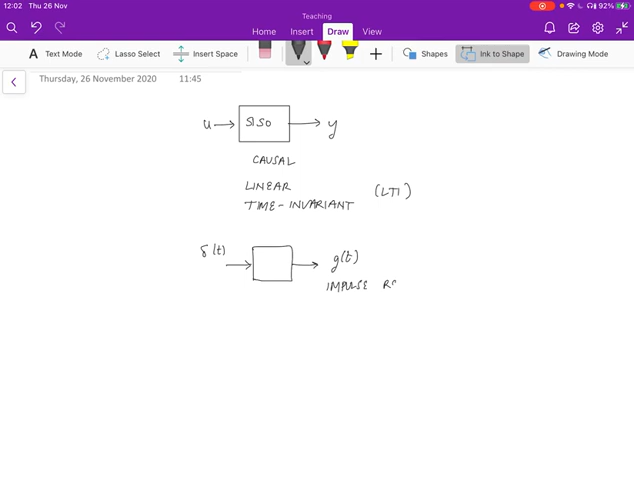 12:02 Thu 26 Nov 92%
Teaching
Home Insert Draw View
Text Mode Lasso Select Insert Space Shapes Ink to Shape Drawing Mode
Thursday, 26 November 2020 11:45
u SISO y
CAUSAL
LINEAR
TIME-INVARIANT (LTI)
δ(t) g(t)
IMPULSE RE